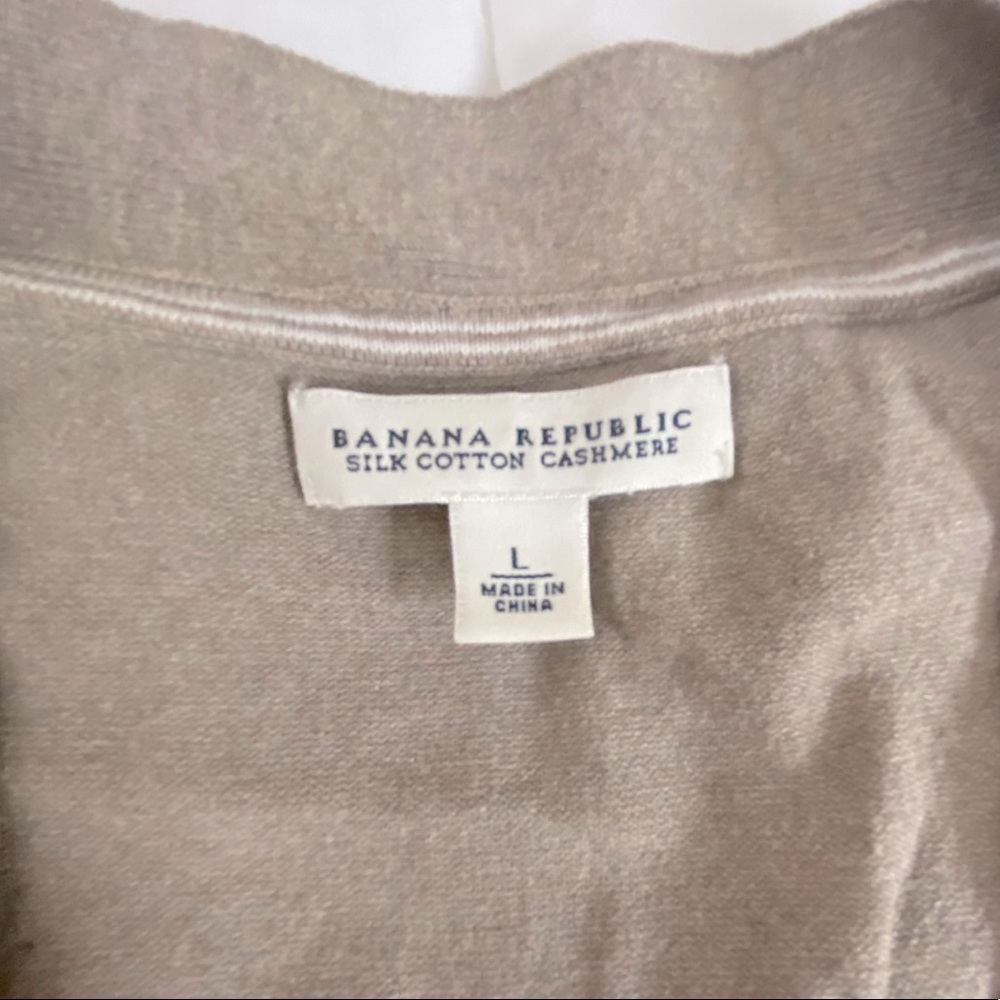 BANANA REPUBLIC
SILK COTTON CASHMERE
L
MADE IN
CHINA